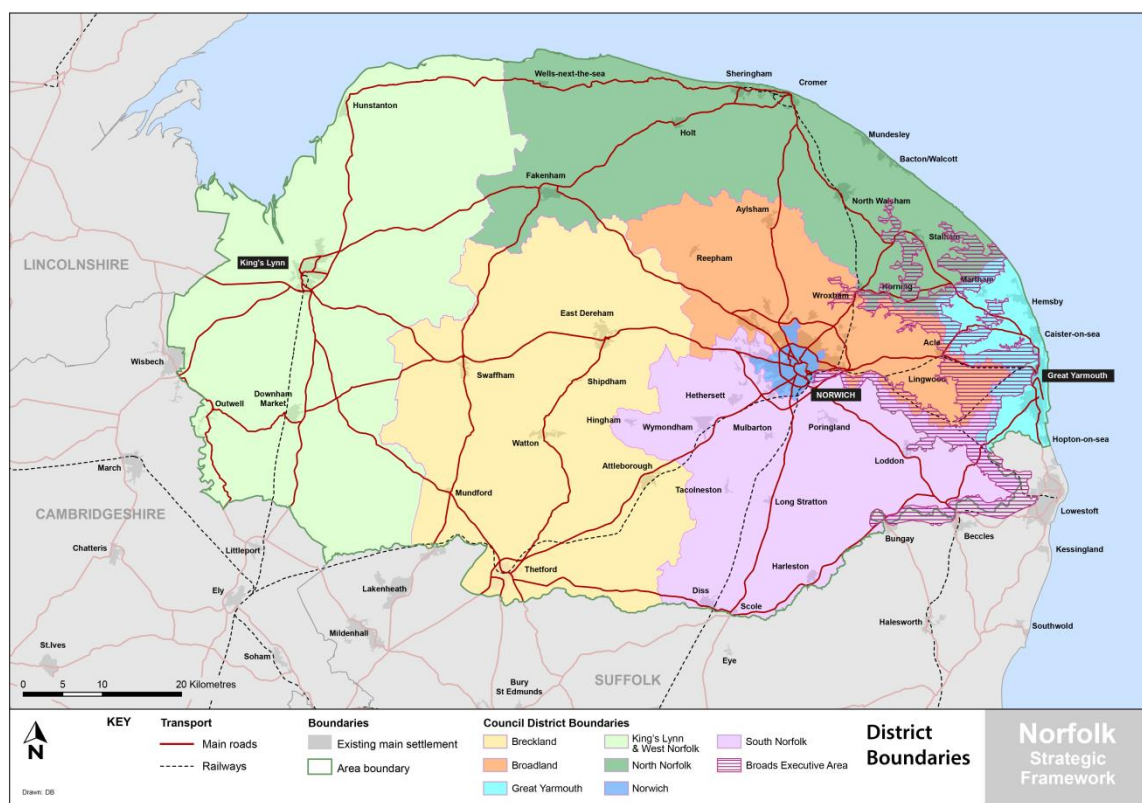 Wells-next-the-sea
Sheringham
Cromer
Hunstanton
Holt
Mundesley
Bacton/Walcott
Fakenham
North Walsham
Aylsham
Stalham
LINCOLNSHIRE
King's Lynn
Reepham
Martham
Horning
Wroxham
Hemsby
East Dereham
Caister-on-sea
Acle
Wisbech
Swaffham
Great Yarmouth
Shipdham
Lingwood
Downham
Market
Outwell
Hethersett
NORWICH
Hingham
Wymondham
Mulbarton
Poringland
Hopton-on-sea
Watton
Loddon
Attleborough
March
Tacolneston
Mundford
Long Stratton
Lowestoft
CAMBRIDGESHIRE
Bungay
Beccles
Chatteris
Littleport
Kessingland
Thetford
Harleston
Ely
Lakenheath
Diss
Scole
Halesworth
Southwold
Mildenhall
St.Ives
Soham
Eye
SUFFOLK
Bury
St Edmunds
0 5 10 20 Kilometres
N
Drawn: DB
KEY
Transport
Main roads
Railways
Boundaries
Existing main settlement
Area boundary
Council District Boundaries
Breckland
Broadland
Great Yarmouth
King's Lynn
& West Norfolk
North Norfolk
Norwich
South Norfolk
Broads Executive Area
District
Boundaries
Norfolk
Strategic
Framework